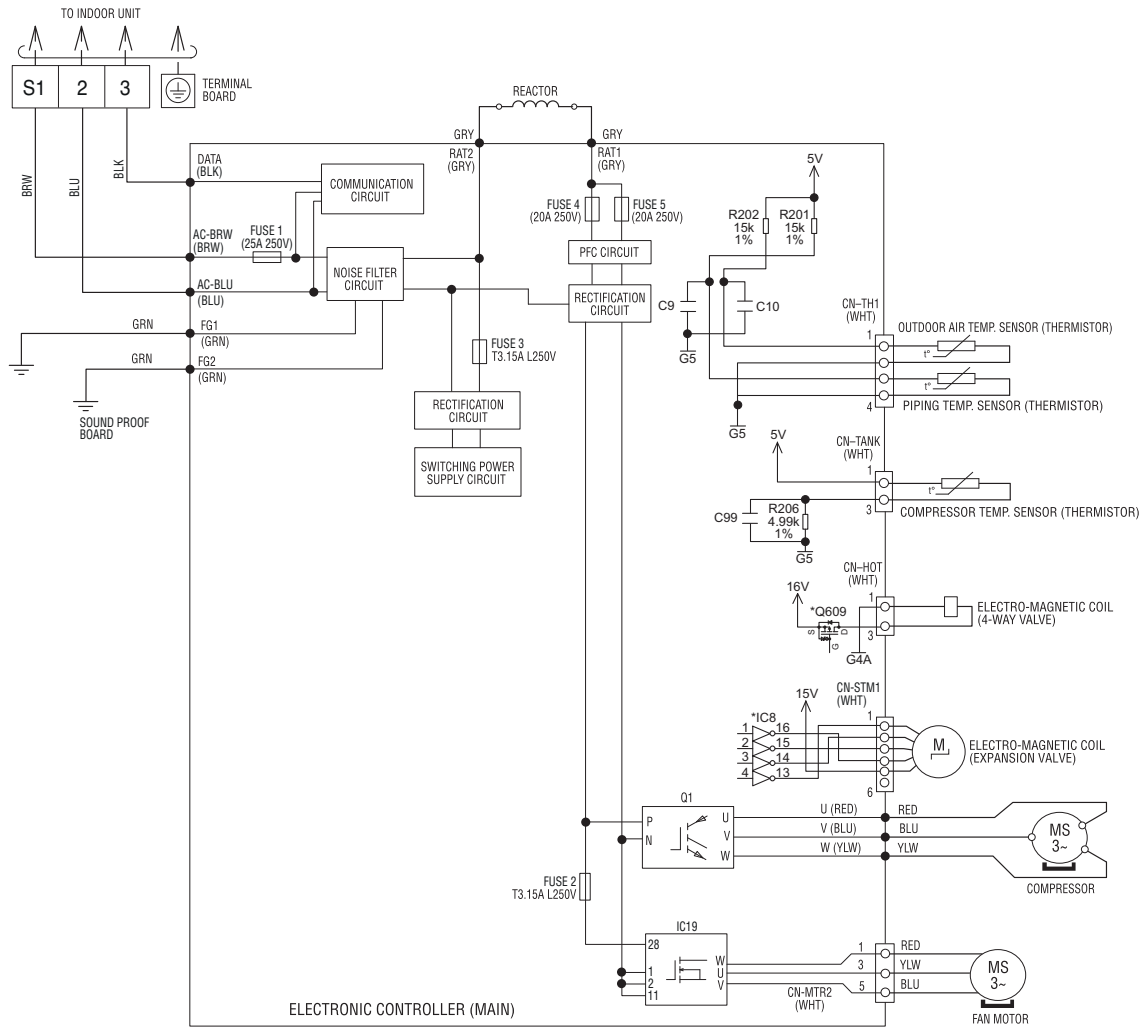 TO INDOOR UNIT
S1 2 3
TERMINAL
BOARD
BRW
BLU
BLK
REACTOR
GRY
GRY
RAT2
(GRY)
RAT1
(GRY)
DATA
(BLK)
COMMUNICATION
CIRCUIT
AC-BRW
(BRW)
FUSE 1
(25A 250V)
NOISE FILTER
CIRCUIT
AC-BLU
(BLU)
GRN
FG1
(GRN)
GRN
FG2
(GRN)
SOUND PROOF
BOARD
FUSE 4
(20A 250V)
FUSE 5
(20A 250V)
PFC CIRCUIT
RECTIFICATION
CIRCUIT
FUSE 3
T3.15A L250V
RECTIFICATION
CIRCUIT
SWITCHING POWER
SUPPLY CIRCUIT
5V
R202
15k
1%
R201
15k
1%
C9
C10
G5
G5
CN–TH1
(WHT)
1
4
OUTDOOR AIR TEMP. SENSOR (THERMISTOR)
t°
t°
PIPING TEMP. SENSOR (THERMISTOR)
5V
CN–TANK
(WHT)
1
3
t°
COMPRESSOR TEMP. SENSOR (THERMISTOR)
C99
R206
4.99k
1%
G5
CN–HOT
(WHT)
16V
*Q609
S
G
D
1
3
G4A
ELECTRO-MAGNETIC COIL
(4-WAY VALVE)
CN-STM1
(WHT)
15V
*IC8
1 16
2 15
3 14
4 13
1
6
M
ELECTRO-MAGNETIC COIL
(EXPANSION VALVE)
Q1
P
N
U
V
W
U (RED)
V (BLU)
W (YLW)
RED
BLU
YLW
MS
3~
COMPRESSOR
FUSE 2
T3.15A L250V
IC19
28
1
2
11
W
U
V
1
3
5
CN-MTR2
(WHT)
RED
YLW
BLU
MS
3~
FAN MOTOR
ELECTRONIC CONTROLLER (MAIN)